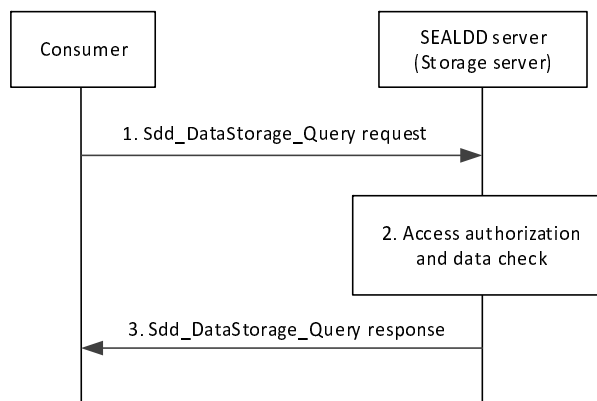 Consumer
SEALDD server
(Storage server)
1. Sdd_DataStorage_Query request
2. Access authorization
and data check
3. Sdd_DataStorage_Query response